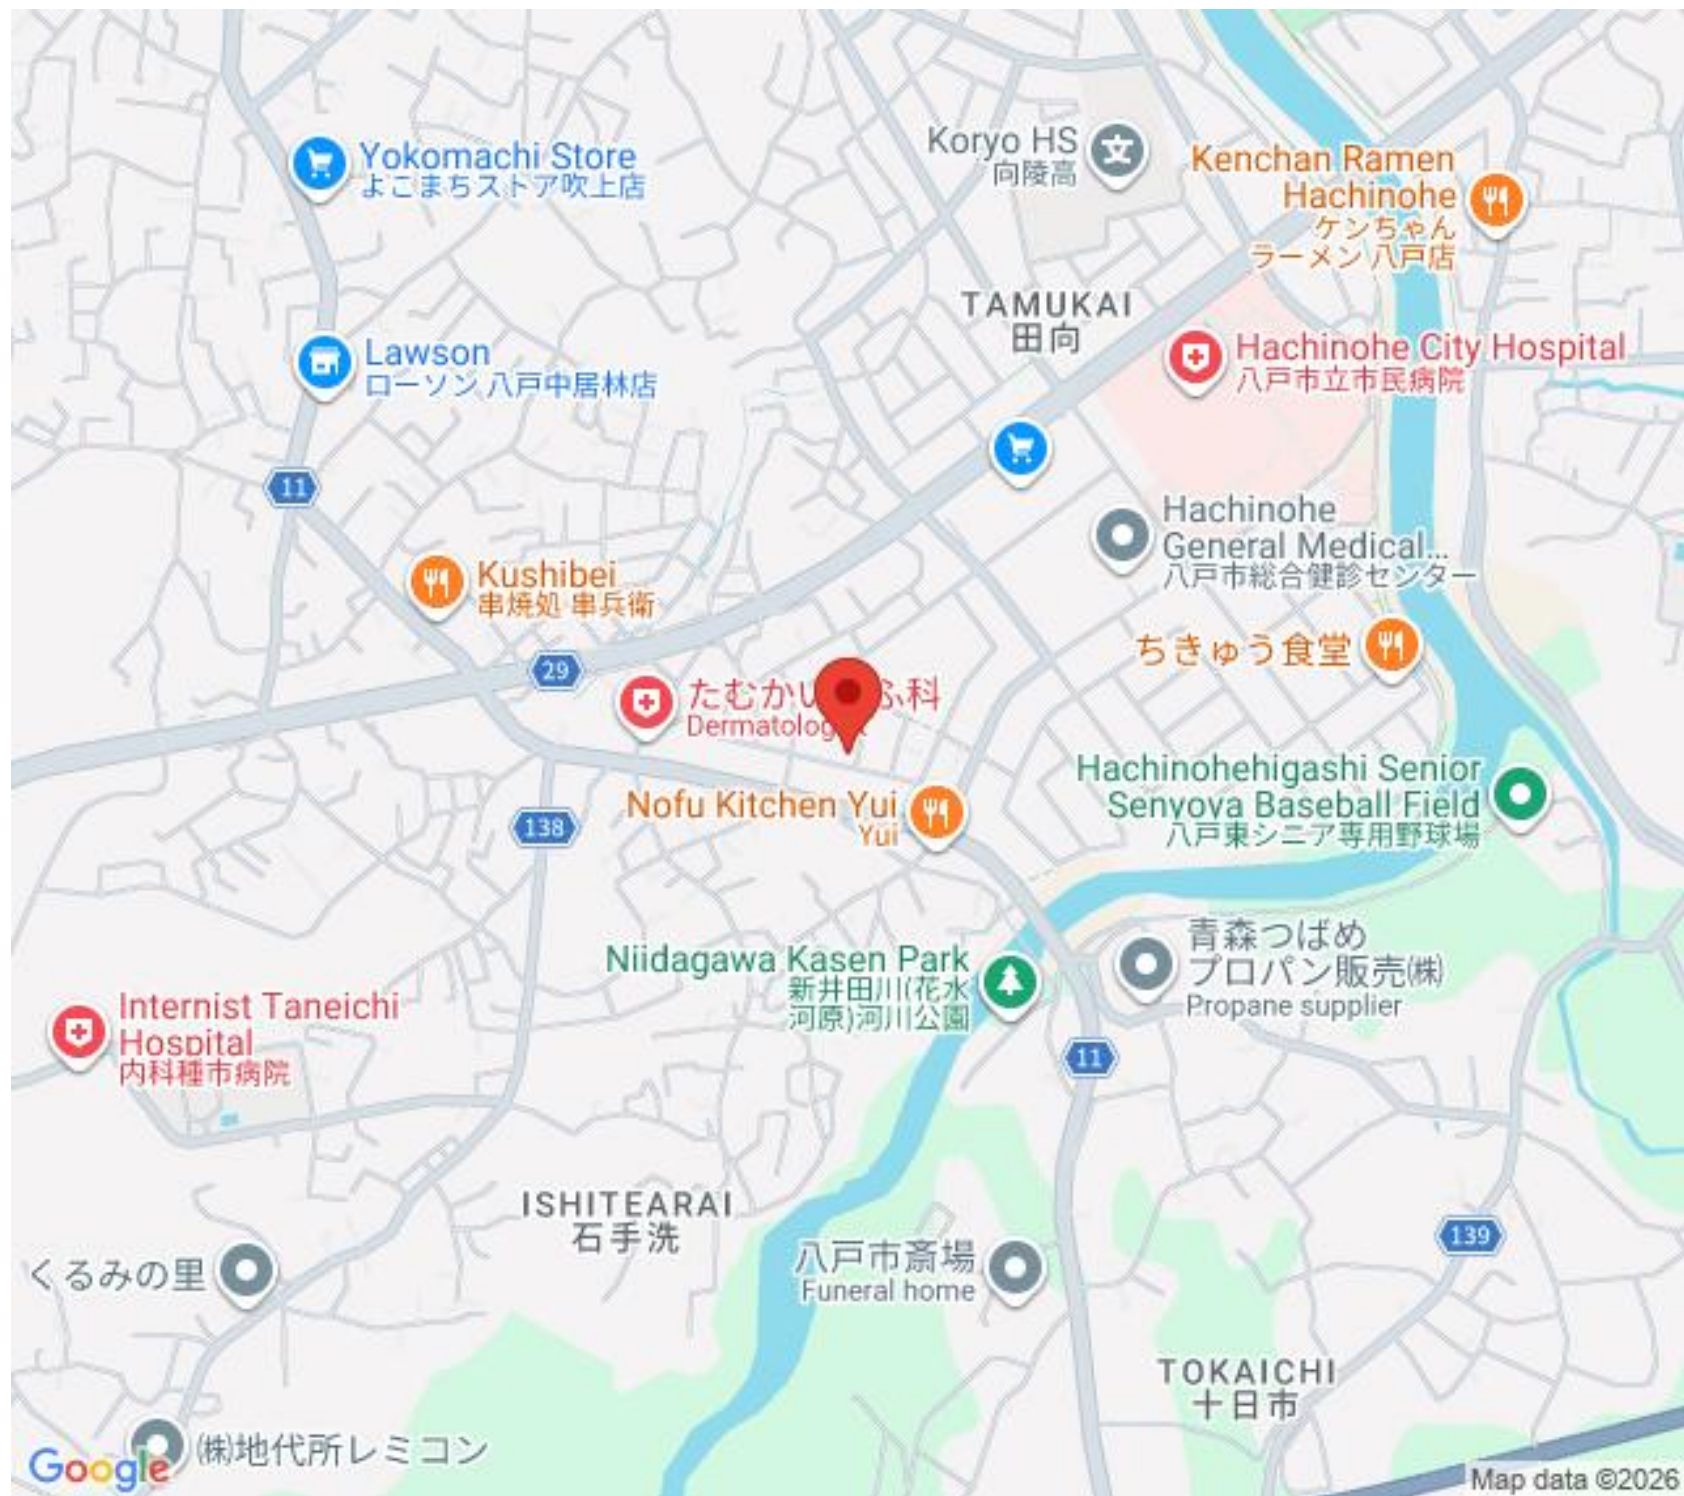 Koryo HS
向陵高
Yokomachi Store
よこまちストア吹上店
Kenchan Ramen
Hachinohe
ケンちゃん
ラーメン 八戸店
TAMUKAI
田向
Lawson
ローソン 八戸中居林店
Hachinohe City Hospital
八戸市立市民病院
11
Hachinohe
General Medical...
八戸市総合健診センター
Kushibei
串焼処 串兵衛
ちきゅう食堂
29
たむかい
ふ科
Dermatologist
Hachinohehigashi Senior
Senyova Baseball Field
八戸東シニア専用野球場
Nofu Kitchen Yui
Yui
138
青森つばめ
プロパン販売㈱
Propane supplier
Niidagawa Kasen Park
新井田川(花水
河原)河川公園
Internist Taneichi
Hospital
内科種市病院
11
ISHITEARAI
石手洗
139
八戸市斎場
Funeral home
くるみの里
TOKAICHI
十日市
㈱地代所レミコン
Google
Map data ©2026